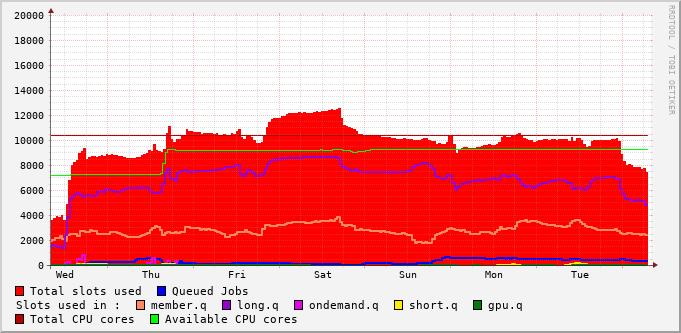 20000
18000
16000
14000
12000
10000
8000
6000
4000
2000
0
Wed Thu Fri Sat Sun Mon Tue
RRDTOOL / TOBI OETIKER
Total slots used Queued Jobs
Slots used in : member.q long.q ondemand.q short.q gpu.q
Total CPU cores Available CPU cores